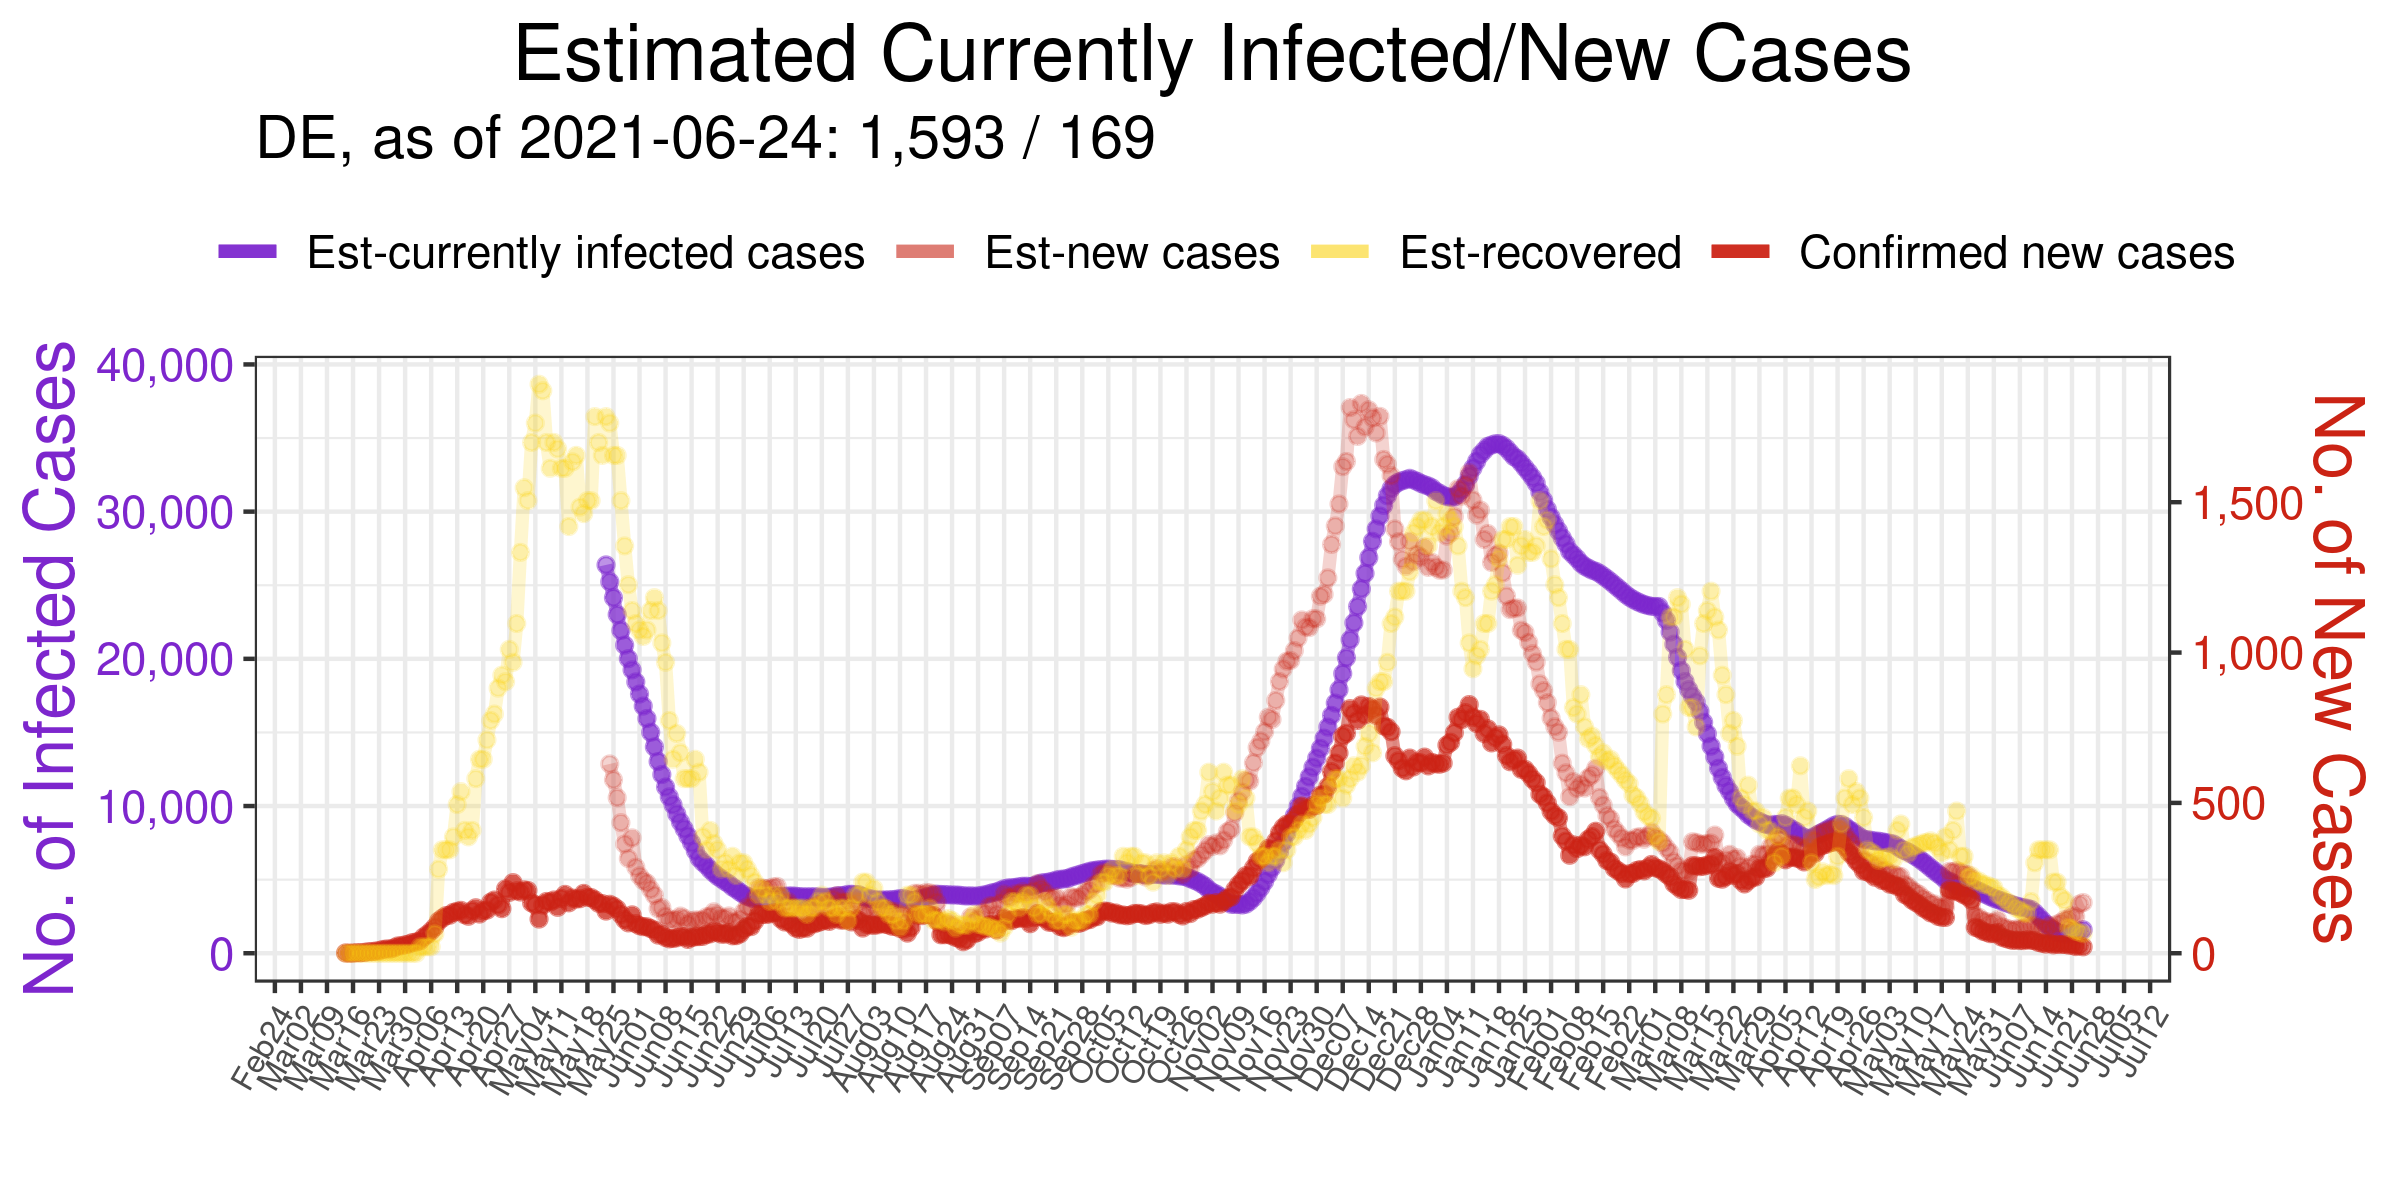 Estimated Currently Infected/New Cases
DE, as of 2021-06-24: 1,593 / 169
Est-currently infected cases Est-new cases Est-recovered Confirmed new cases
No. of Infected Cases
40,000
30,000
20,000
10,000
0
No. of New Cases
1,500
1,000
500
0
Feb24 Mar02 Mar09 Mar16 Mar23 Mar30 Apr06 Apr13 Apr20 Apr27 May04 May11 May18 May25 Jun01 Jun08 Jun15 Jun22 Jun29 Jul06 Jul13 Jul20 Jul27 Aug03 Aug10 Aug17 Aug24 Aug31 Sep07 Sep14 Sep21 Sep28 Oct05 Oct12 Oct19 Oct26 Nov02 Nov09 Nov16 Nov23 Nov30 Dec07 Dec14 Dec21 Dec28 Jan04 Jan11 Jan18 Jan25 Feb01 Feb08 Feb15 Feb22 Mar01 Mar08 Mar15 Mar22 Mar29 Apr05 Apr12 Apr19 Apr26 May03 May10 May17 May24 May31 Jun07 Jun14 Jun21 Jun28 Jul05 Jul12